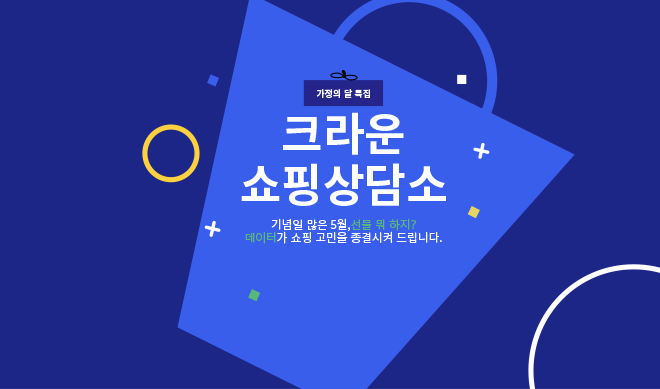 가정의 달 특집
크라운
쇼핑상담소
기념일 많은 5월,선물 뭐 하지?
데이터가 쇼핑 고민을 종결시켜 드립니다.